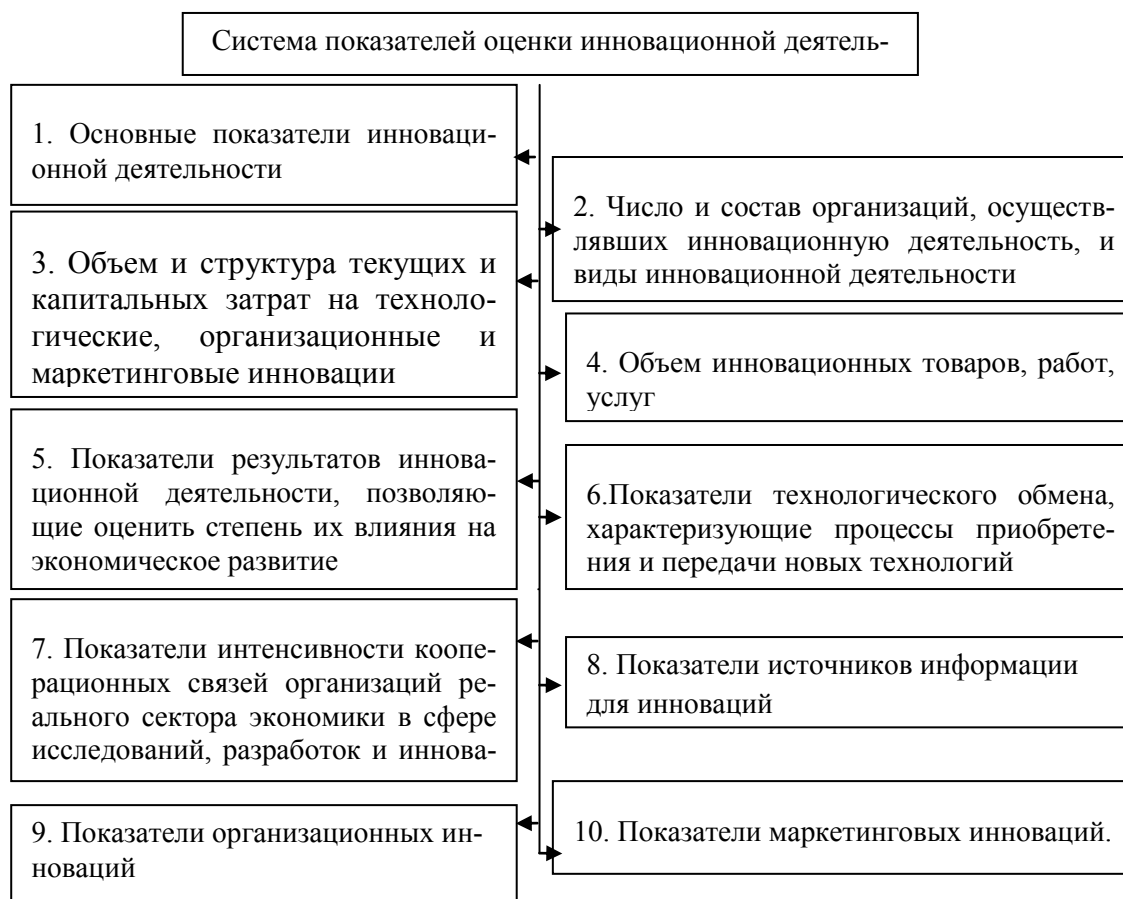 Система показателей оценки инновационной деятель-
1. Основные показатели инноваци-
онной деятельности
2. Число и состав организаций, осуществ-
лявших инновационную деятельность, и
виды инновационной деятельности
3. Объем и структура текущих и
капитальных затрат на техноло-
гические, организационные и
маркетинговые инновации
4. Объем инновационных товаров, работ,
услуг
5. Показатели результатов иннова-
ционной деятельности, позволяю-
щие оценить степень их влияния на
экономическое развитие
6.Показатели технологического обмена,
характеризующие процессы приобрете-
ния и передачи новых технологий
7. Показатели интенсивности коопе-
рационных связей организаций ре-
ального сектора экономики в сфере
исследований, разработок и иннова-
8. Показатели источников информации
для инноваций
9. Показатели организационных ин-
новаций
10. Показатели маркетинговых инноваций.